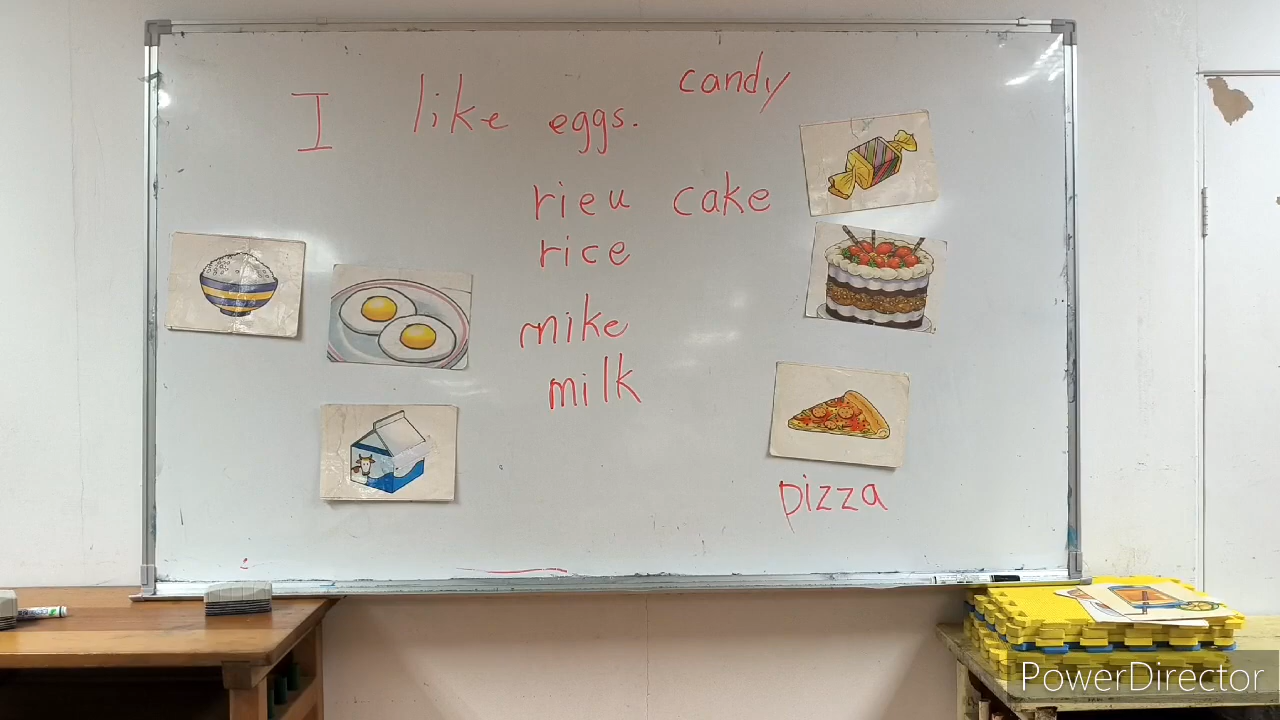 I like eggs.
candy
rieu cake
rice
mike
milk
pizza
PowerDirector